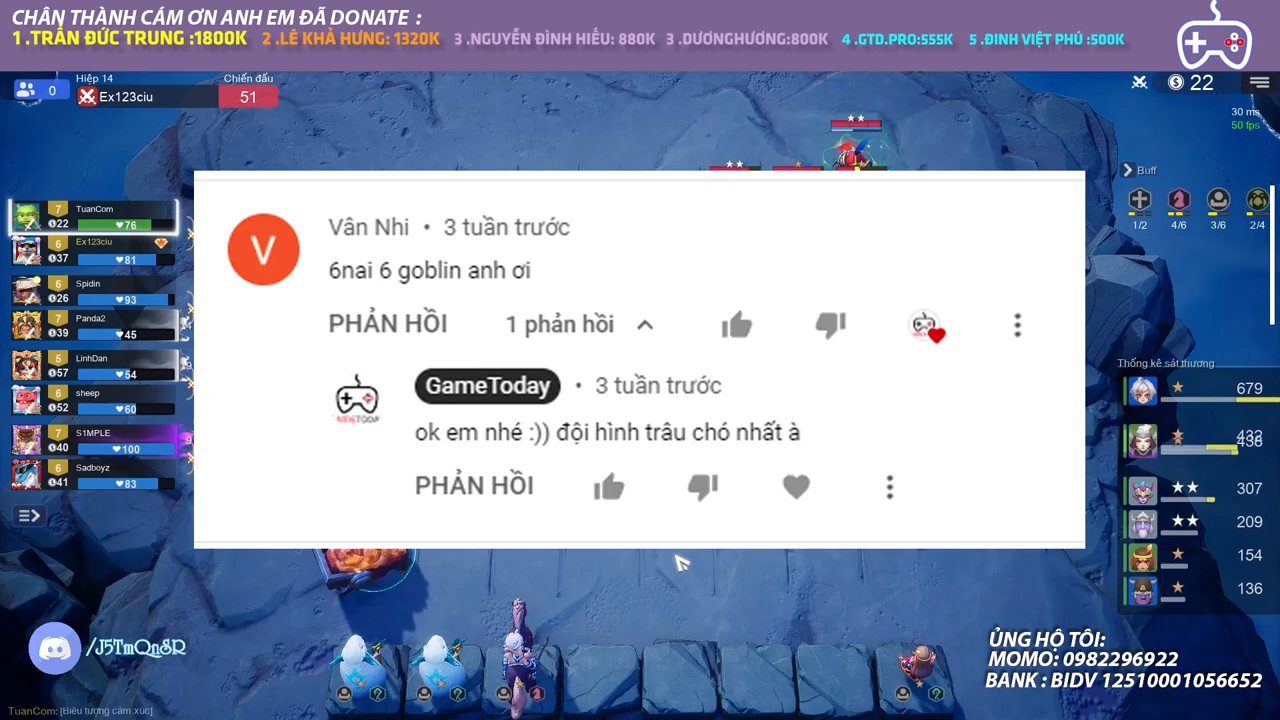 CHÂN THÀNH CÁM ƠN ANH EM ĐÃ DONATE :
1 .TRẦN ĐỨC TRUNG :1800K 2 .LÊ KHẢ HƯNG: 1320K 3 .NGUYỄN ĐÌNH HIẾU: 880K 3 .DƯƠNGHƯƠNG:800K 4 .GTD.PRO:555K 5 .ĐINH VIỆT PHÚ :500K
0
Hiệp 14
Chiến đấu
Ex123ciu
51
22
30 ms
50 fps
Buff
1/2 4/6 3/6 2/4
7 TuanCom
22 76
6 Ex123ciu
37 81
6 Spidin
26 93
7 Panda2
39 45
5 LinhDan
57 54
6 sheep
52 60
7 S1MPLE
40 100
6 Sadboyz
41 83
V
Vân Nhi • 3 tuần trước
6nai 6 goblin anh ơi
PHẢN HỒI 1 phản hồi
GameToday • 3 tuần trước
ok em nhé :)) đội hình trâu chó nhất à
PHẢN HỒI
Thống kê sát thương
679
307
209
154
136
/J5TmQnSR
ỦNG HỘ TÔI:
MOMO: 0982296922
BANK : BIDV 12510001056652
TuanCom: [Biểu tượng cảm xúc]